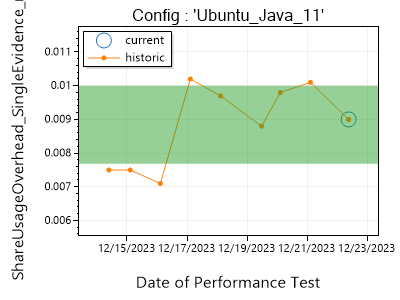 Config : 'Ubuntu_Java_11'
current
historic
ShareUsageOverhead_SingleEvidence_
0.011
0.01
0.009
0.008
0.007
0.006
12/15/2023
12/17/2023
12/19/2023
12/21/2023
12/23/2023
Date of Performance Test